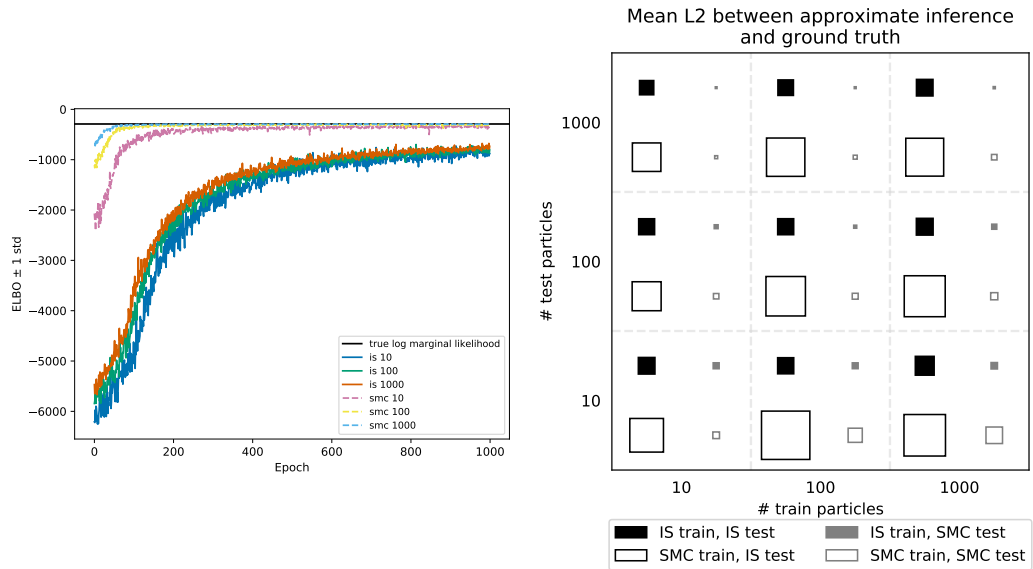 0
−1000
−2000
−3000
−4000
−5000
−6000
ELBO ± 1 std
0
200
400
600
800
1000
Epoch
true log marginal likelihood
is 10
is 100
is 1000
smc 10
smc 100
smc 1000
Mean L2 between approximate inference
and ground truth
# test particles
1000
100
10
10
100
1000
# train particles
IS train, IS test
IS train, SMC test
SMC train, IS test
SMC train, SMC test